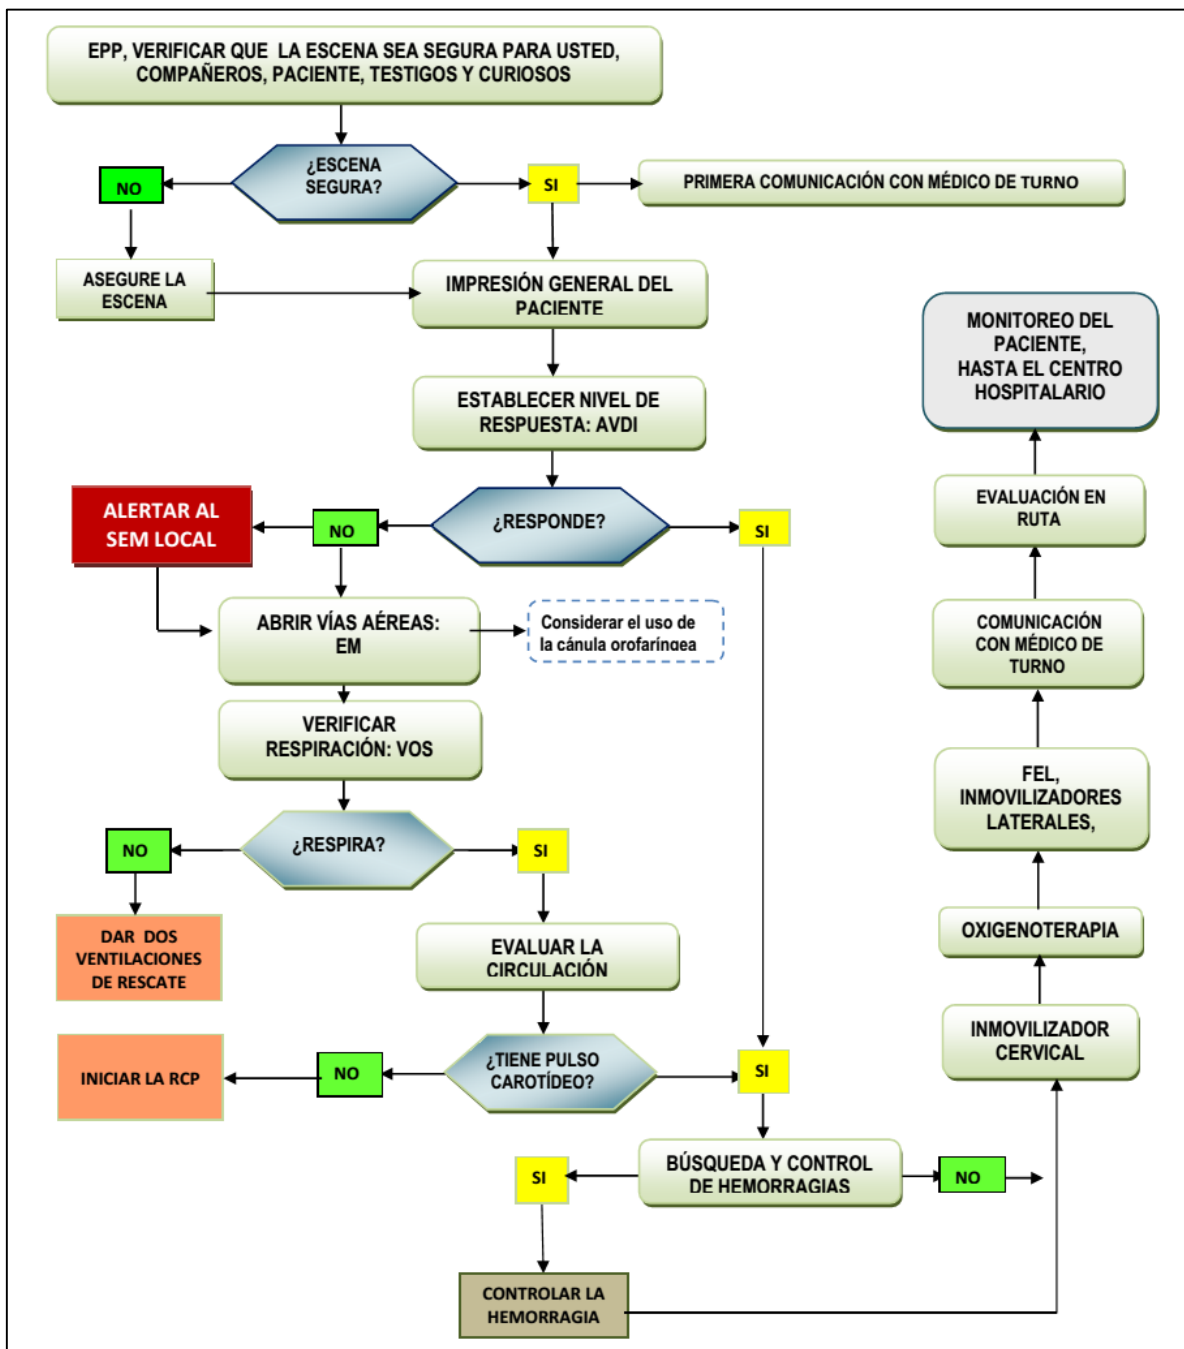 EPP, VERIFICAR QUE LA ESCENA SEA SEGURA PARA USTED,
COMPAÑEROS, PACIENTE, TESTIGOS Y CURIOSOS
¿ESCENA
SEGURA?
NO
SI
PRIMERA COMUNICACIÓN CON MÉDICO DE TURNO
ASEGURE LA
ESCENA
IMPRESIÓN GENERAL DEL
PACIENTE
ESTABLECER NIVEL DE
RESPUESTA: AVDI
¿RESPONDE?
NO
SI
ALERTAR AL
SEM LOCAL
ABRIR VÍAS AÉREAS:
EM
Considerar el uso de
la cánula orofaríngea
VERIFICAR
RESPIRACIÓN: VOS
¿RESPIRA?
NO
SI
DAR DOS
VENTILACIONES
DE RESCATE
EVALUAR LA
CIRCULACIÓN
¿TIENE PULSO
CAROTÍDEO?
NO
SI
INICIAR LA RCP
BÚSQUEDA Y CONTROL
DE HEMORRAGIAS
SI
NO
CONTROLAR LA
HEMORRAGIA
INMOVILIZADOR
CERVICAL
OXIGENOTERAPIA
FEL,
INMOVILIZADORES
LATERALES,
COMUNICACIÓN
CON MÉDICO DE
TURNO
EVALUACIÓN EN
RUTA
MONITOREO DEL
PACIENTE,
HASTA EL CENTRO
HOSPITALARIO